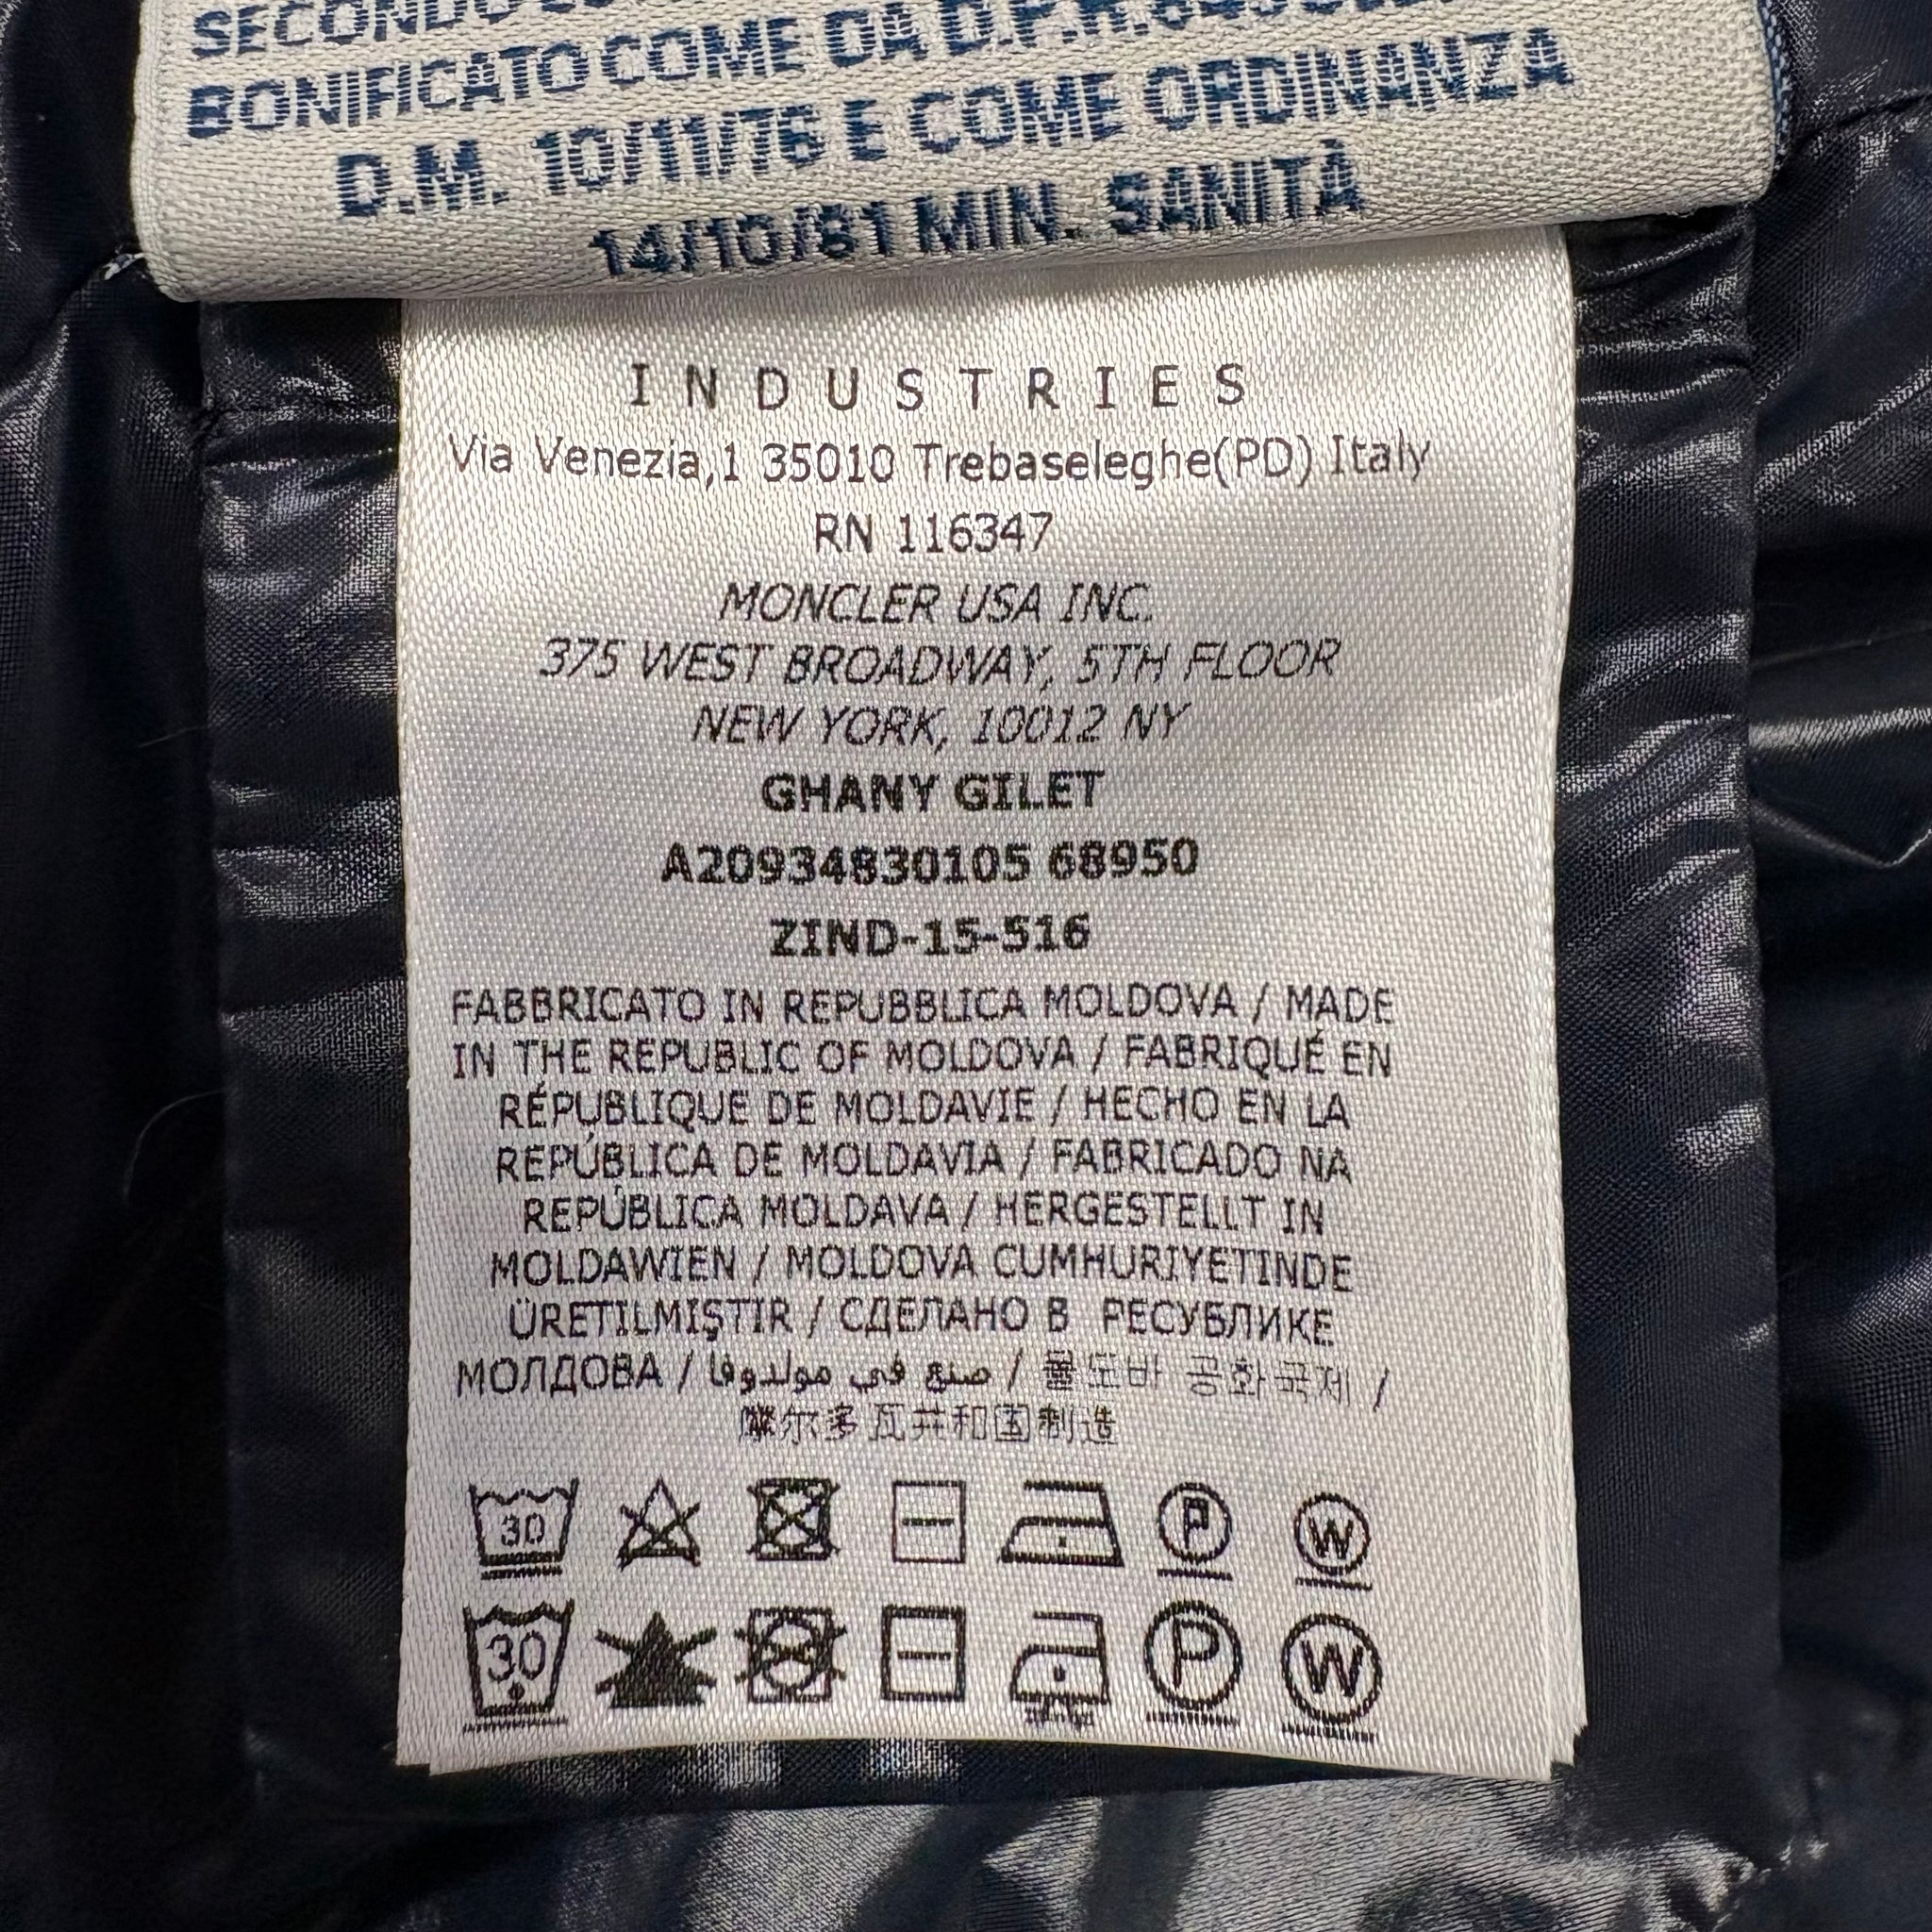 SECONDO
BONIFICATO COME DA D.P.R.
D.M. 10/11/76 E COME ORDINANZA
14/10/81 MIN. SANITÀ
INDUSTRIES
Via Venezia,1 35010 Trebaseleghe(PD) Italy
RN 116347
MONCLER USA INC.
375 WEST BROADWAY, 5TH FLOOR
NEW YORK, 10012 NY
GHANY GILET
A20934830105 68950
ZIND-15-516
FABBRICATO IN REPUBBLICA MOLDOVA / MADE
IN THE REPUBLIC OF MOLDOVA / FABRIQUÉ EN
RÉPUBLIQUE DE MOLDAVIE / HECHO EN LA
REPÚBLICA DE MOLDAVIA / FABRICADO NA
REPÚBLICA MOLDAVA / HERGESTELLT IN
MOLDAWIEN / MOLDOVA CUMHURIYETINDE
ÜRETILMIŞTIR / СДЕЛАНО В РЕСУБЛИКЕ
МОЛДОВА / صنع في مولدوفا / 몰도바 공화국제 /
摩尔多瓦共和国制造
30 P W
30 P W